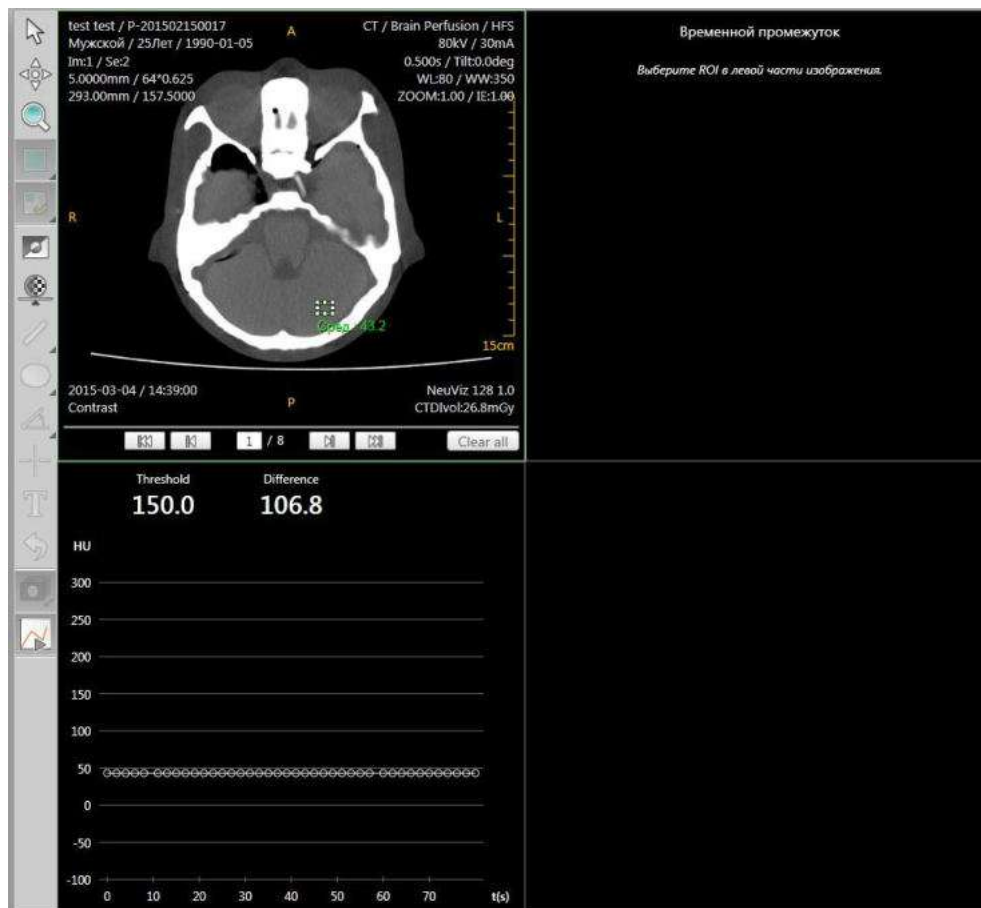 test test / P-201502150017
Мужской / 25Лет / 1990-01-05
Im:1 / Se:2
5.0000mm / 64*0.625
293.00mm / 157.5000
A
CT / Brain Perfusion / HFS
80kV / 30mA
0.500s / Tilt:0.0deg
WL:80 / WW:350
ZOOM:1.00 / IE:1.00
R
L
Сред.: 43.2
15cm
2015-03-04 / 14:39:00
Contrast
P
NeuViz 128 1.0
CTDIvol:26.8mGy
1 / 8
Clear all
Временной промежуток
Выберите ROI в левой части изображения.
Threshold
150.0
Difference
106.8
HU
300
250
200
150
100
50
0
-50
-100
0 10 20 30 40 50 60 70 t(s)